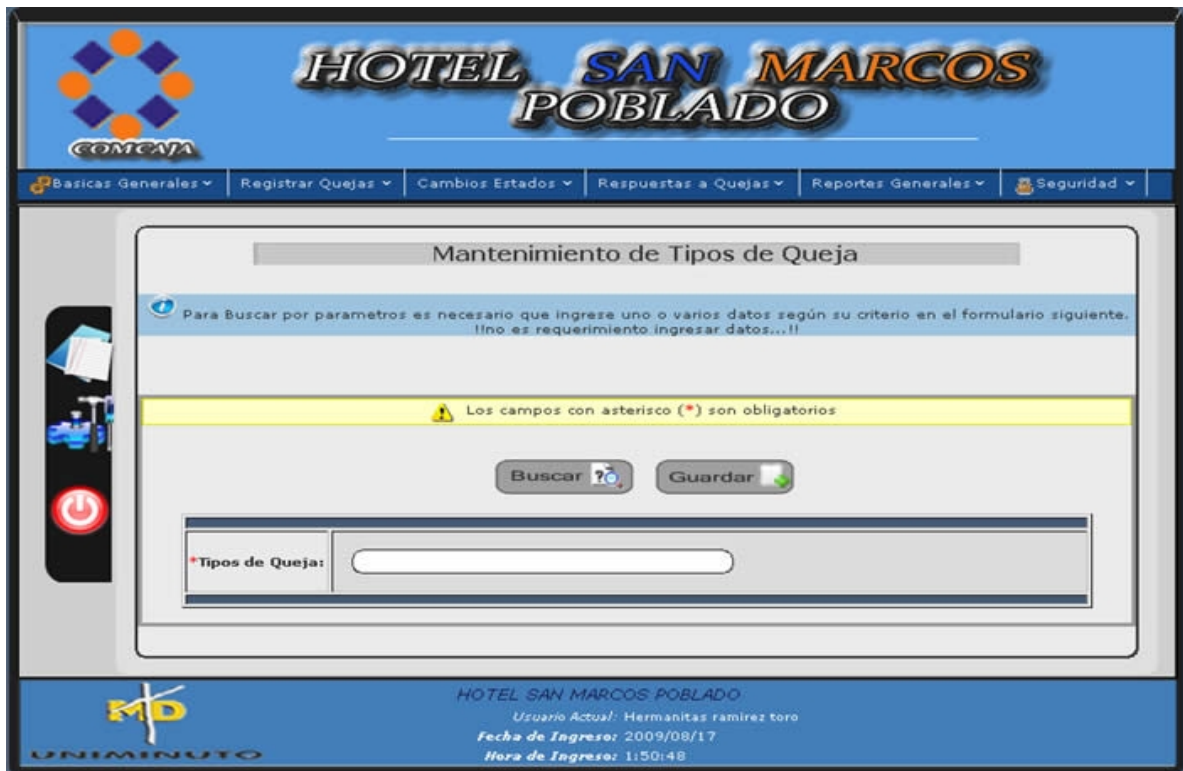 HOTEL SAN MARCOS
POBLADO
COMCAJA
Basicas Generales
Registrar Quejas
Cambios Estados
Respuestas a Quejas
Reportes Generales
Seguridad
Mantenimiento de Tipos de Queja
Para Buscar por parametros es necesario que ingrese uno o varios datos según su criterio en el formulario siguiente.
!!no es requerimiento ingresar datos...!!
Los campos con asterisco (*) son obligatorios
Buscar
Guardar
*Tipos de Queja:
HOTEL SAN MARCOS POBLADO
Usuario Actual: Hermanitas ramirez toro
Fecha de Ingreso: 2009/08/17
Hora de Ingreso: 1:50:48
MD
UNIMINUTO